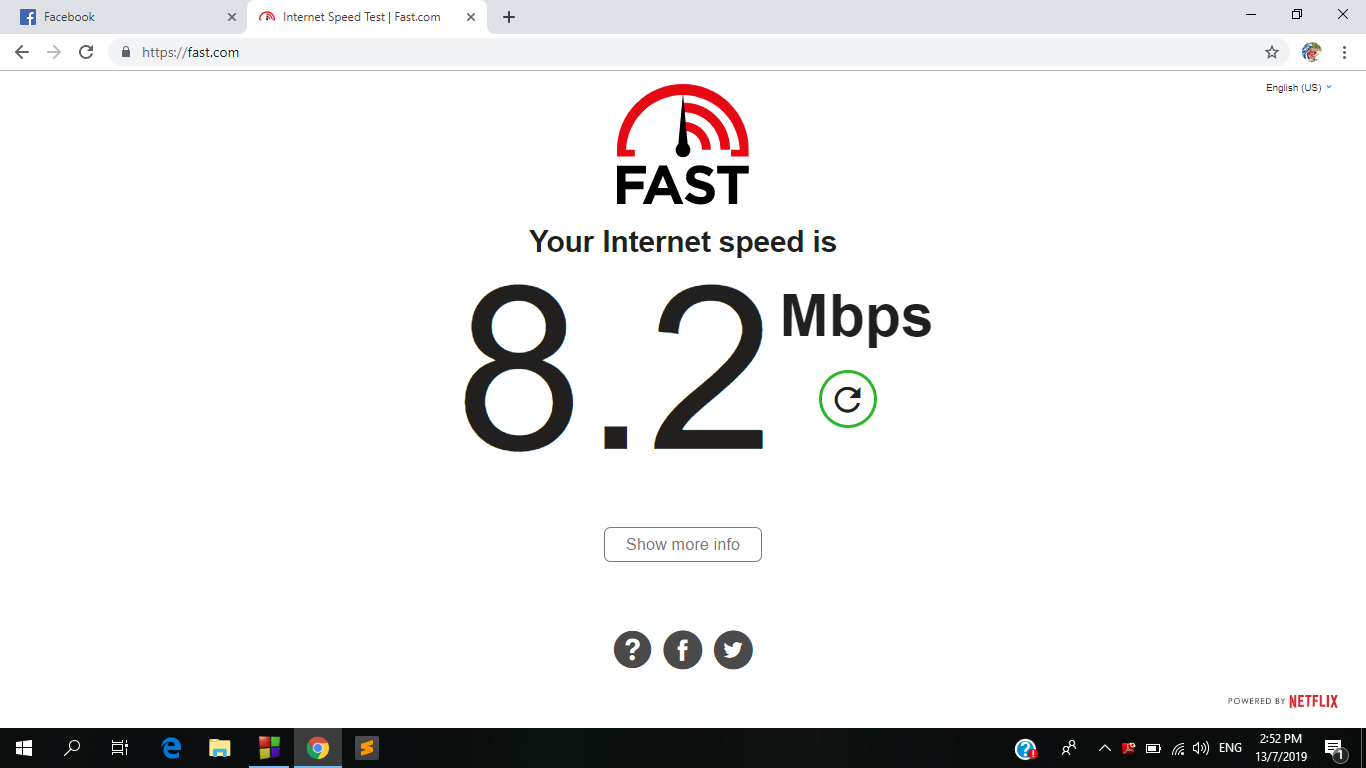 Facebook
Internet Speed Test | Fast.com
https://fast.com
English (US)
FAST
Your Internet speed is
8.2 Mbps
Show more info
POWERED BY NETFLIX
ENG
2:52 PM
13/7/2019
1